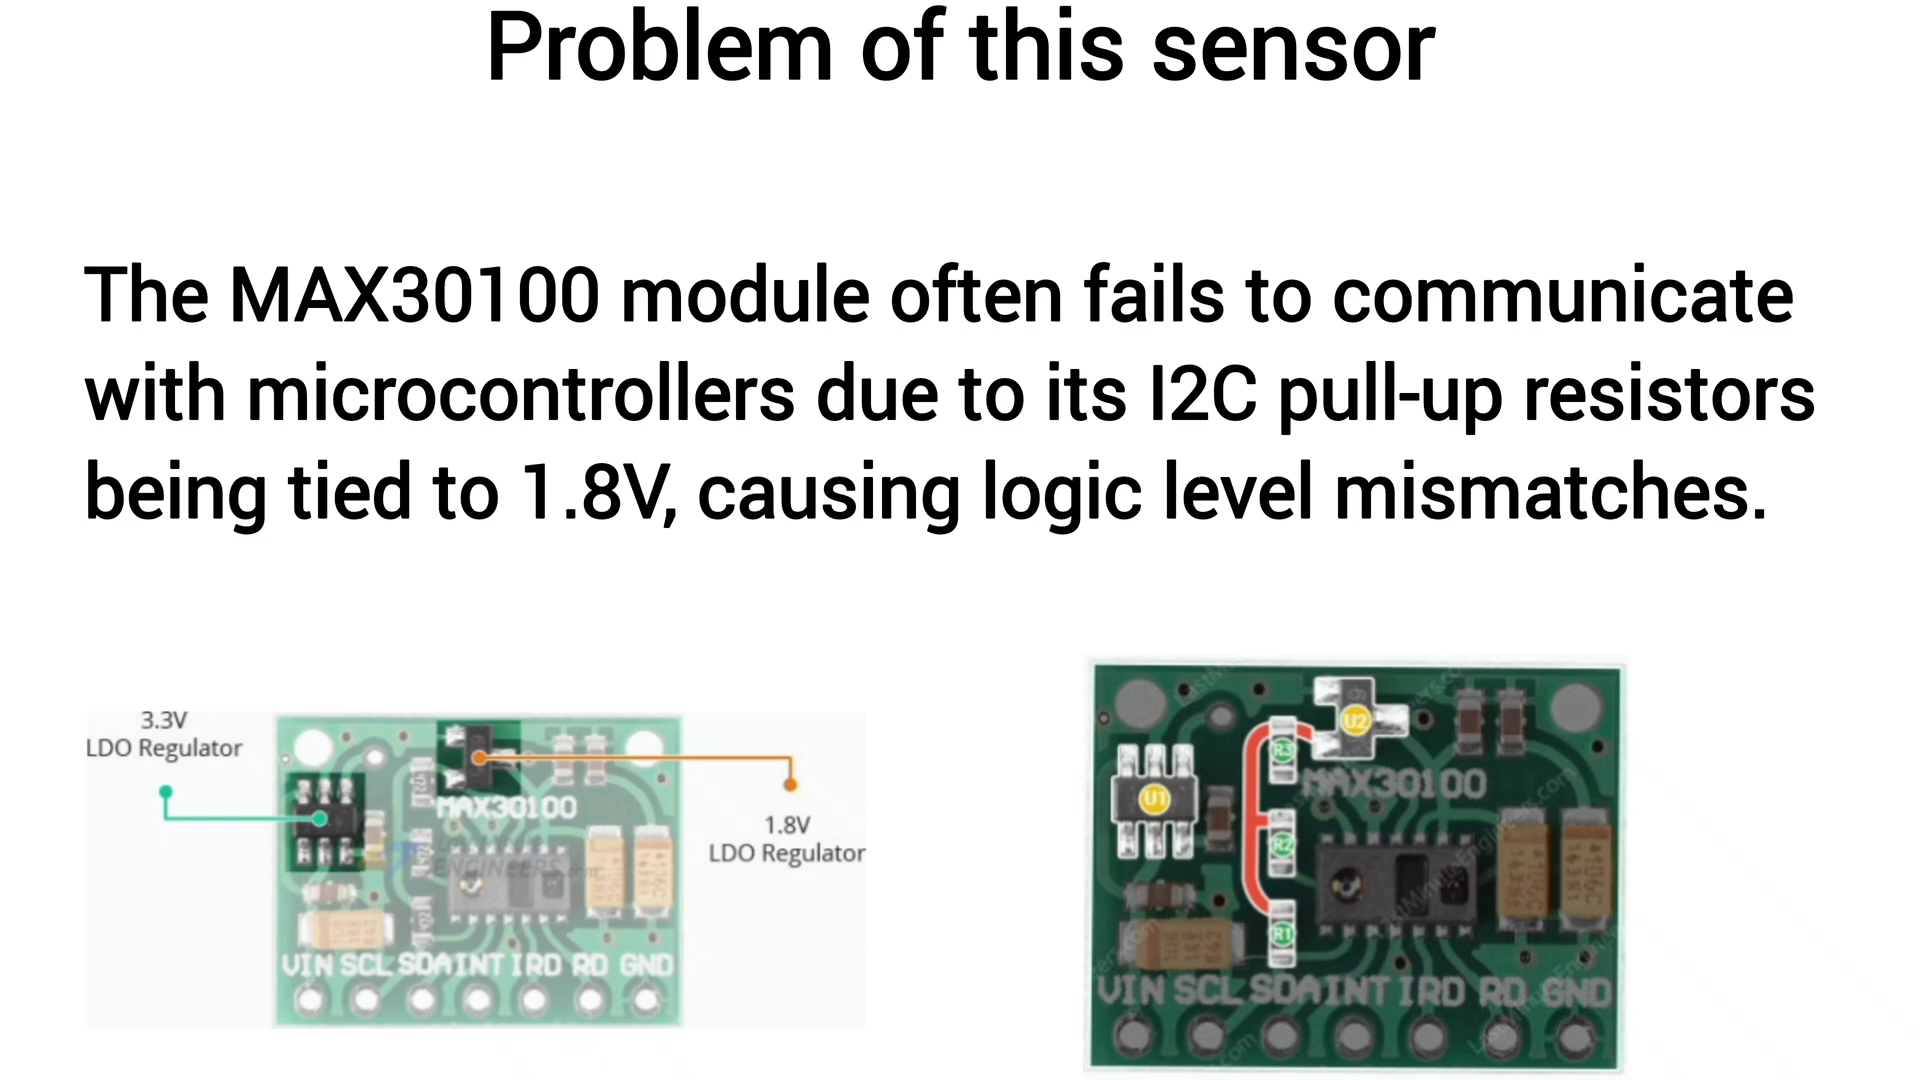 Problem of this sensor
The MAX30100 module often fails to communicate
with microcontrollers due to its I2C pull-up resistors
being tied to 1.8V, causing logic level mismatches.
3.3V
LDO Regulator
MAX30100
ENGINEERS.com
1.8V
LDO Regulator
VIN SCL SDA INT IRD RD GND
U2
R3
MAX30100
U1
R2
R1
VIN SCL SDA INT IRD RD GND